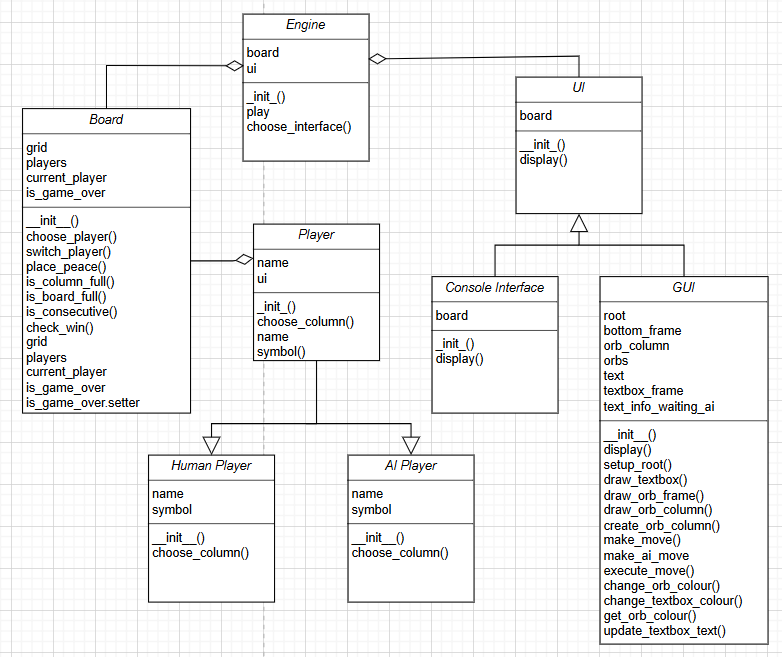 Engine
board
ui
_init_()
play
choose_interface()
UI
board
__init_()
display()
Board
grid
players
current_player
is_game_over
__init__()
choose_player()
switch_player()
place_peace()
is_column_full()
is_board_full()
is_consecutive()
check_win()
grid
players
current_player
is_game_over
is_game_over.setter
Player
name
ui
_init_()
choose_column()
name
symbol()
Console Interface
board
_init_()
display()
GUI
root
bottom_frame
orb_column
orbs
text
textbox_frame
text_info_waiting_ai
__init__()
display()
setup_root()
draw_textbox()
draw_orb_frame()
draw_orb_column()
create_orb_column()
make_move()
make_ai_move
execute_move()
change_orb_colour()
change_textbox_colour()
get_orb_colour()
update_textbox_text()
Human Player
name
symbol
__init__()
choose_column()
AI Player
name
symbol
__init__()
choose_column()